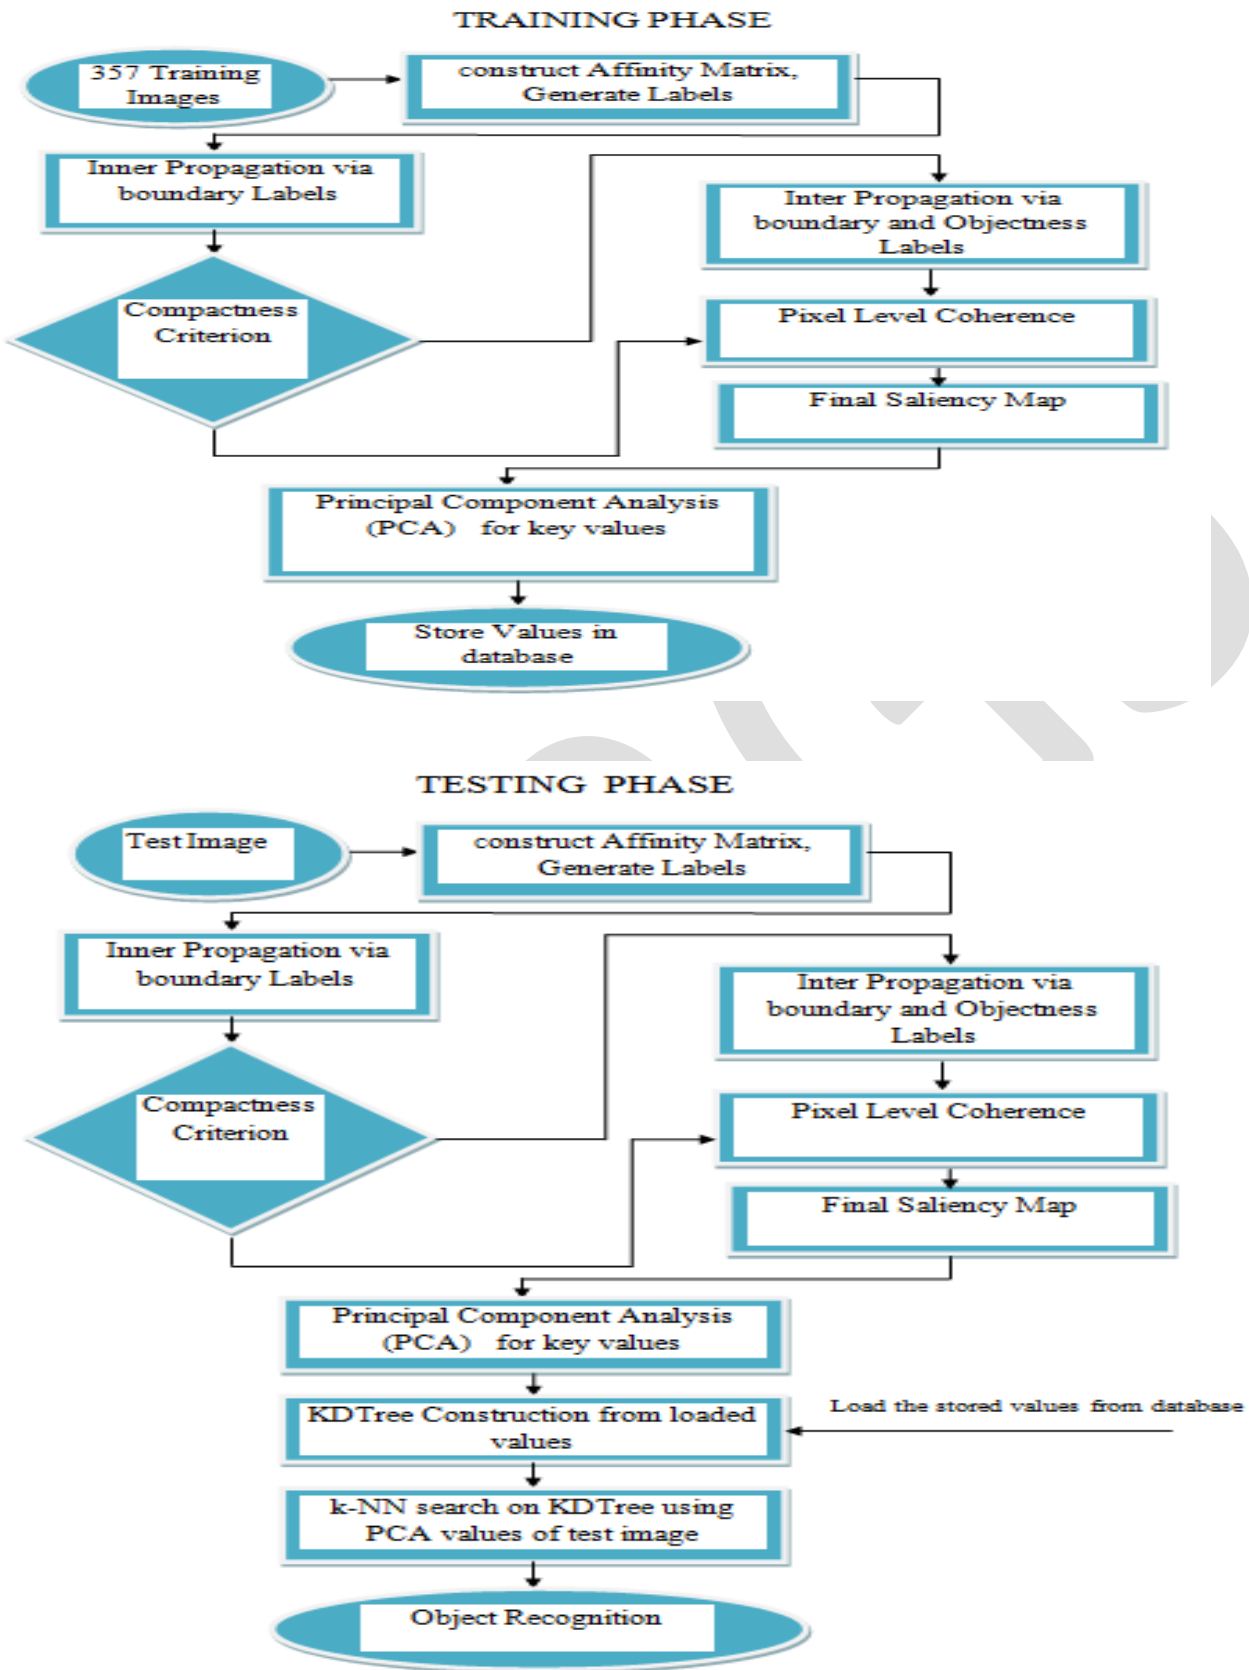 TRAINING PHASE
357 Training
Images
construct Affinity Matrix,
Generate Labels
Inner Propagation via
boundary Labels
Inter Propagation via
boundary and Objectness
Labels
Compactness
Criterion
Pixel Level Coherence
Final Saliency Map
Principal Component Analysis
(PCA) for key values
Store Values in
database
TESTING PHASE
Test Image
construct Affinity Matrix,
Generate Labels
Inner Propagation via
boundary Labels
Inter Propagation via
boundary and Objectness
Labels
Compactness
Criterion
Pixel Level Coherence
Final Saliency Map
Principal Component Analysis
(PCA) for key values
KDTree Construction from loaded
values
Load the stored values from database
k-NN search on KDTree using
PCA values of test image
Object Recognition